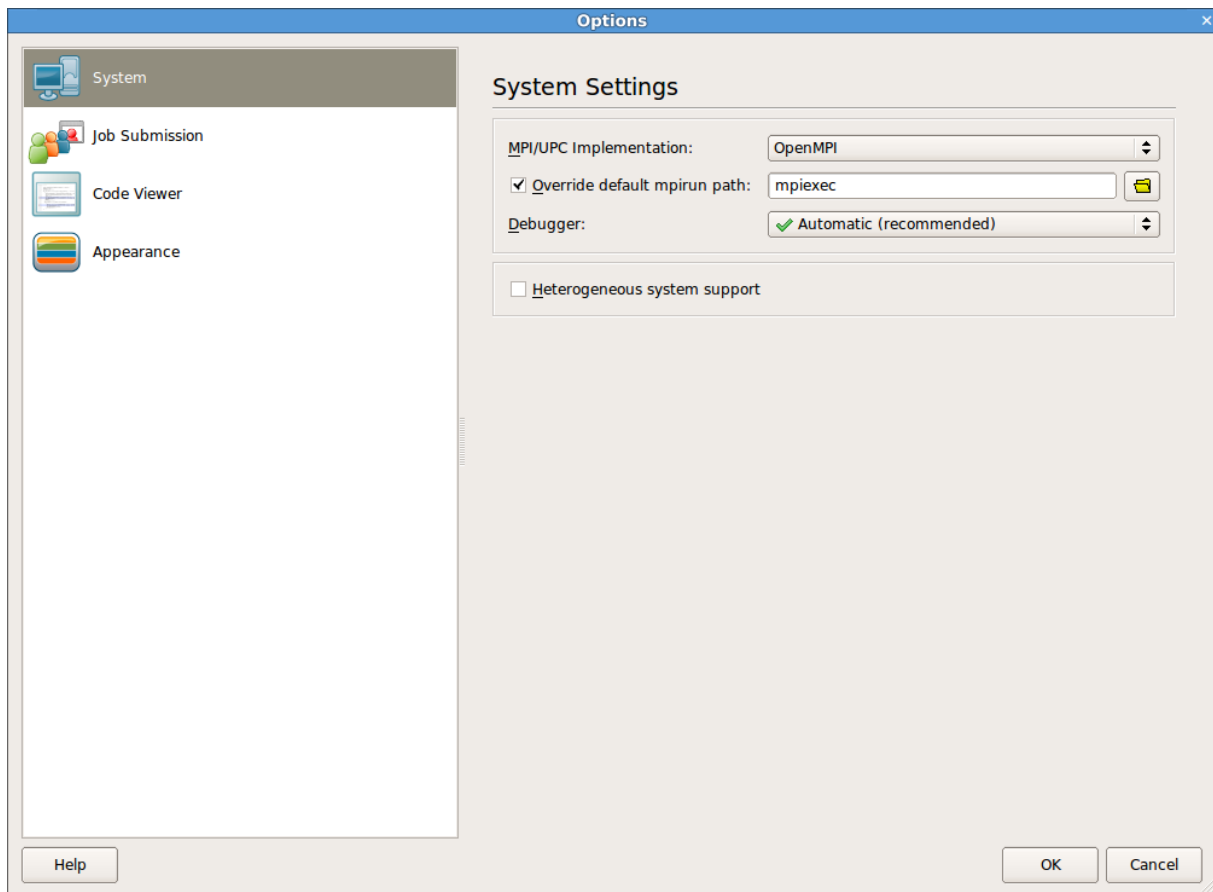 Options
System
Job Submission
Code Viewer
Appearance
System Settings
MPI/UPC Implementation: OpenMPI
Override default mpirun path: mpiexec
Debugger: Automatic (recommended)
Heterogeneous system support
Help OK Cancel